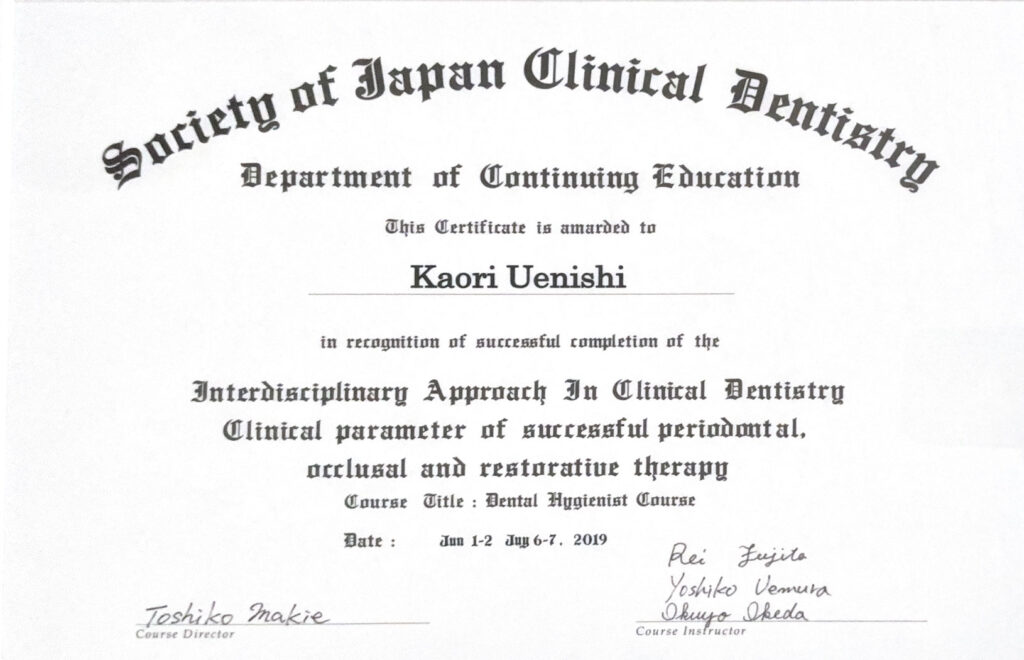 Society of Japan Clinical Dentistry
Department of Continuing Education
This Certificate is amarded to
Kaori Uenishi
in recognition of successful completion of the
Interdisciplinary Approach In Clinical Dentistry
Clinical parameter of successful periodontal,
occlusal and restorative therapy
Course Title : Dental Hygienist Course
Date : Jun 1-2 Juy 6-7, 2019
Rei Fujita
Yoshiko Uemura
Ikuyo Ikeda
Toshiko Makie
Course Director
Course Instructor